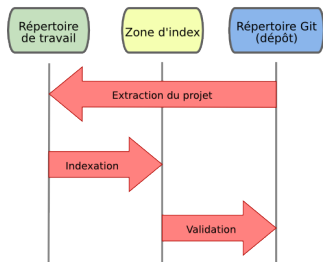 Répertoire
de travail
Zone d'index
Répertoire Git
(dépôt)
Extraction du projet
Indexation
Validation